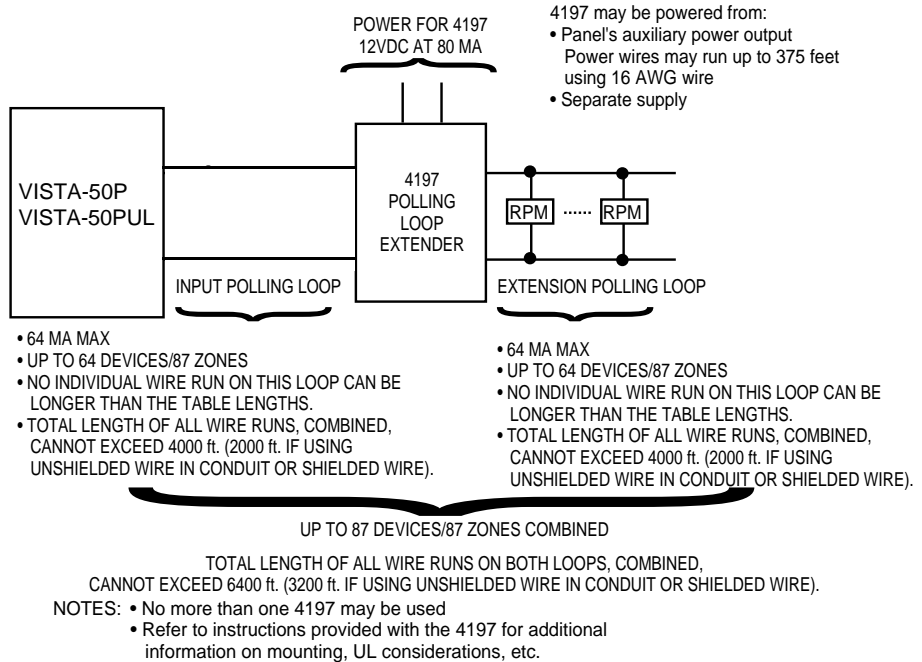 POWER FOR 4197
12VDC AT 80 MA
4197 may be powered from:
• Panel's auxiliary power output
Power wires may run up to 375 feet
using 16 AWG wire
• Separate supply
VISTA-50P
VISTA-50PUL
4197
POLLING
LOOP
EXTENDER
RPM ...... RPM
INPUT POLLING LOOP
EXTENSION POLLING LOOP
• 64 MA MAX
• UP TO 64 DEVICES/87 ZONES
• NO INDIVIDUAL WIRE RUN ON THIS LOOP CAN BE
LONGER THAN THE TABLE LENGTHS.
• TOTAL LENGTH OF ALL WIRE RUNS, COMBINED,
CANNOT EXCEED 4000 ft. (2000 ft. IF USING
UNSHIELDED WIRE IN CONDUIT OR SHIELDED WIRE).
• 64 MA MAX
• UP TO 64 DEVICES/87 ZONES
• NO INDIVIDUAL WIRE RUN ON THIS LOOP CAN BE
LONGER THAN THE TABLE LENGTHS.
• TOTAL LENGTH OF ALL WIRE RUNS, COMBINED,
CANNOT EXCEED 4000 ft. (2000 ft. IF USING
UNSHIELDED WIRE IN CONDUIT OR SHIELDED WIRE).
UP TO 87 DEVICES/87 ZONES COMBINED
TOTAL LENGTH OF ALL WIRE RUNS ON BOTH LOOPS, COMBINED,
CANNOT EXCEED 6400 ft. (3200 ft. IF USING UNSHIELDED WIRE IN CONDUIT OR SHIELDED WIRE).
NOTES: • No more than one 4197 may be used
• Refer to instructions provided with the 4197 for additional
information on mounting, UL considerations, etc.